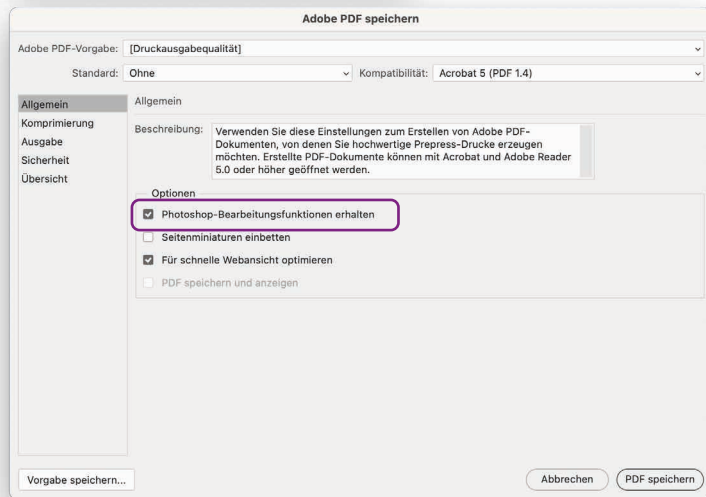 Adobe PDF speichern
Adobe PDF-Vorgabe: [Druckausgabequalität]
Standard: Ohne Kompatibilität: Acrobat 5 (PDF 1.4)
Allgemein
Komprimierung
Ausgabe
Sicherheit
Übersicht
Allgemein
Beschreibung: Verwenden Sie diese Einstellungen zum Erstellen von Adobe PDF-
Dokumenten, von denen Sie hochwertige Prepress-Drucke erzeugen
möchten. Erstellte PDF-Dokumente können mit Acrobat und Adobe Reader
5.0 oder höher geöffnet werden.
Optionen
Photoshop-Bearbeitungsfunktionen erhalten
Seitenminiaturen einbetten
Für schnelle Webansicht optimieren
PDF speichern und anzeigen
Vorgabe speichern... Abbrechen PDF speichern